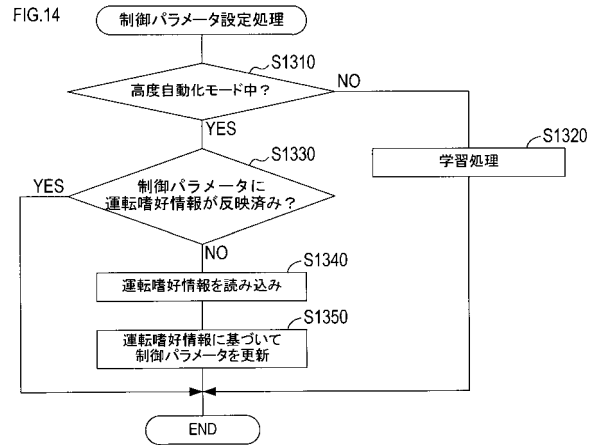 FIG.14
制御パラメータ設定処理
S1310
高度自動化モード中？
NO
YES
S1320
学習処理
S1330
YES
制御パラメータに
運転嗜好情報が反映済み？
NO
S1340
運転嗜好情報を読み込み
S1350
運転嗜好情報に基づいて
制御パラメータを更新
END